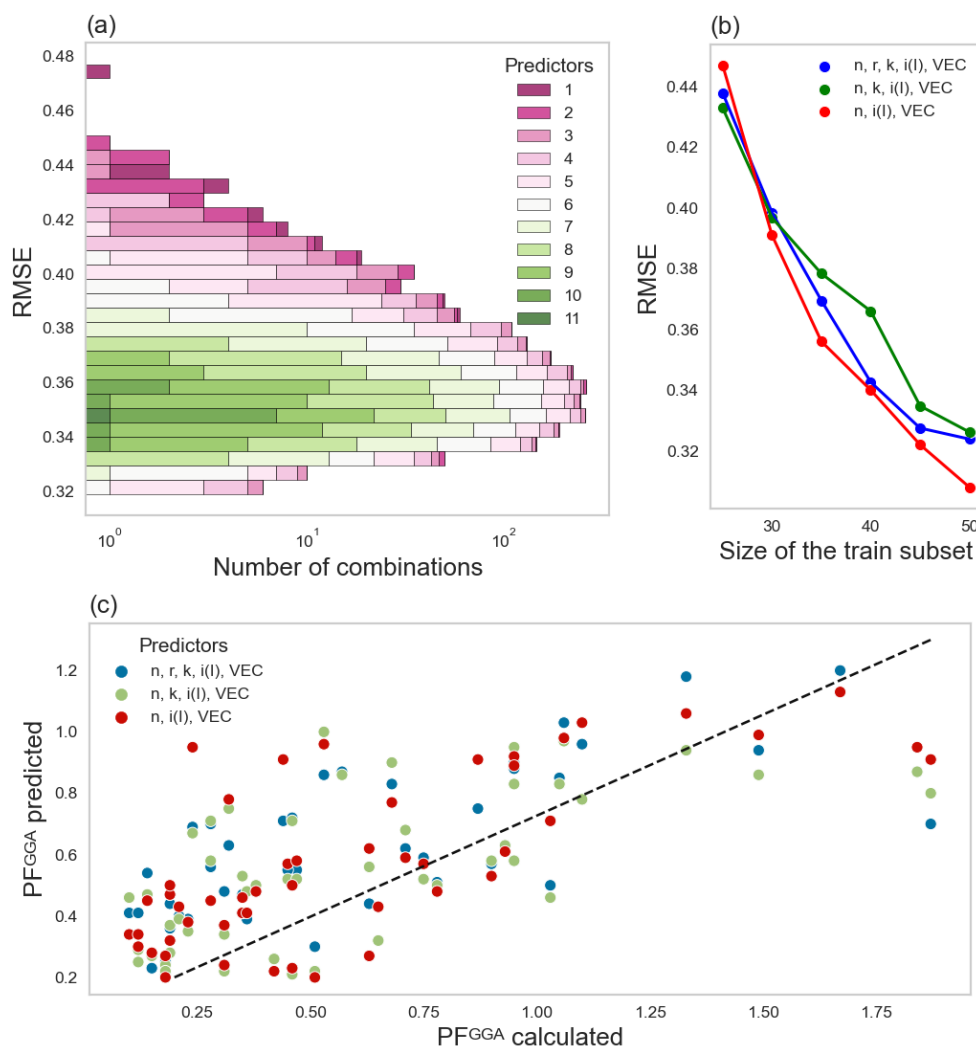 (a)
0.48
0.46
0.44
0.42
0.40
0.38
0.36
0.34
0.32
RMSE
Predictors
1
2
3
4
5
6
7
8
9
10
11
10⁰
10¹
10²
Number of combinations
(b)
n, r, k, i(I), VEC
n, k, i(I), VEC
n, i(I), VEC
0.44
0.42
0.40
0.38
0.36
0.34
0.32
RMSE
30
40
50
Size of the train subset
(c)
Predictors
n, r, k, i(I), VEC
n, k, i(I), VEC
n, i(I), VEC
1.2
1.0
0.8
0.6
0.4
0.2
PFᴳᴳᴬ predicted
0.25
0.50
0.75
1.00
1.25
1.50
1.75
PFᴳᴳᴬ calculated